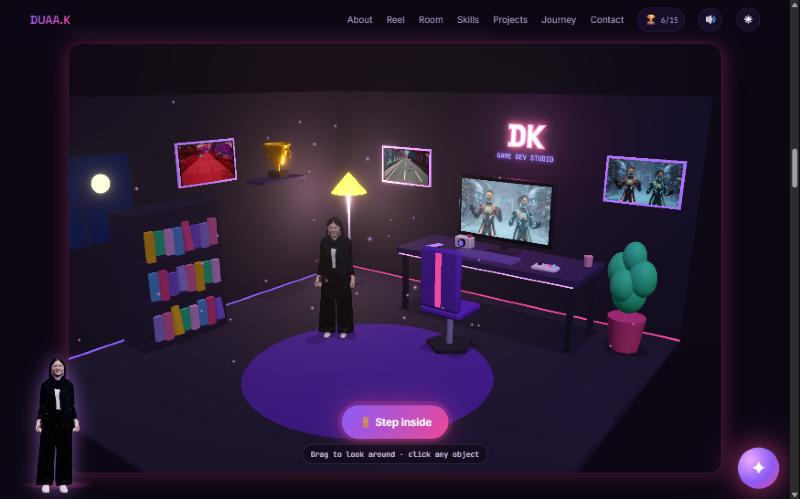 DUAA.K
About Reel Room Skills Projects Journey Contact 6/15
DK
GAME DEV STUDIO
Step inside
Drag to look around · click any object